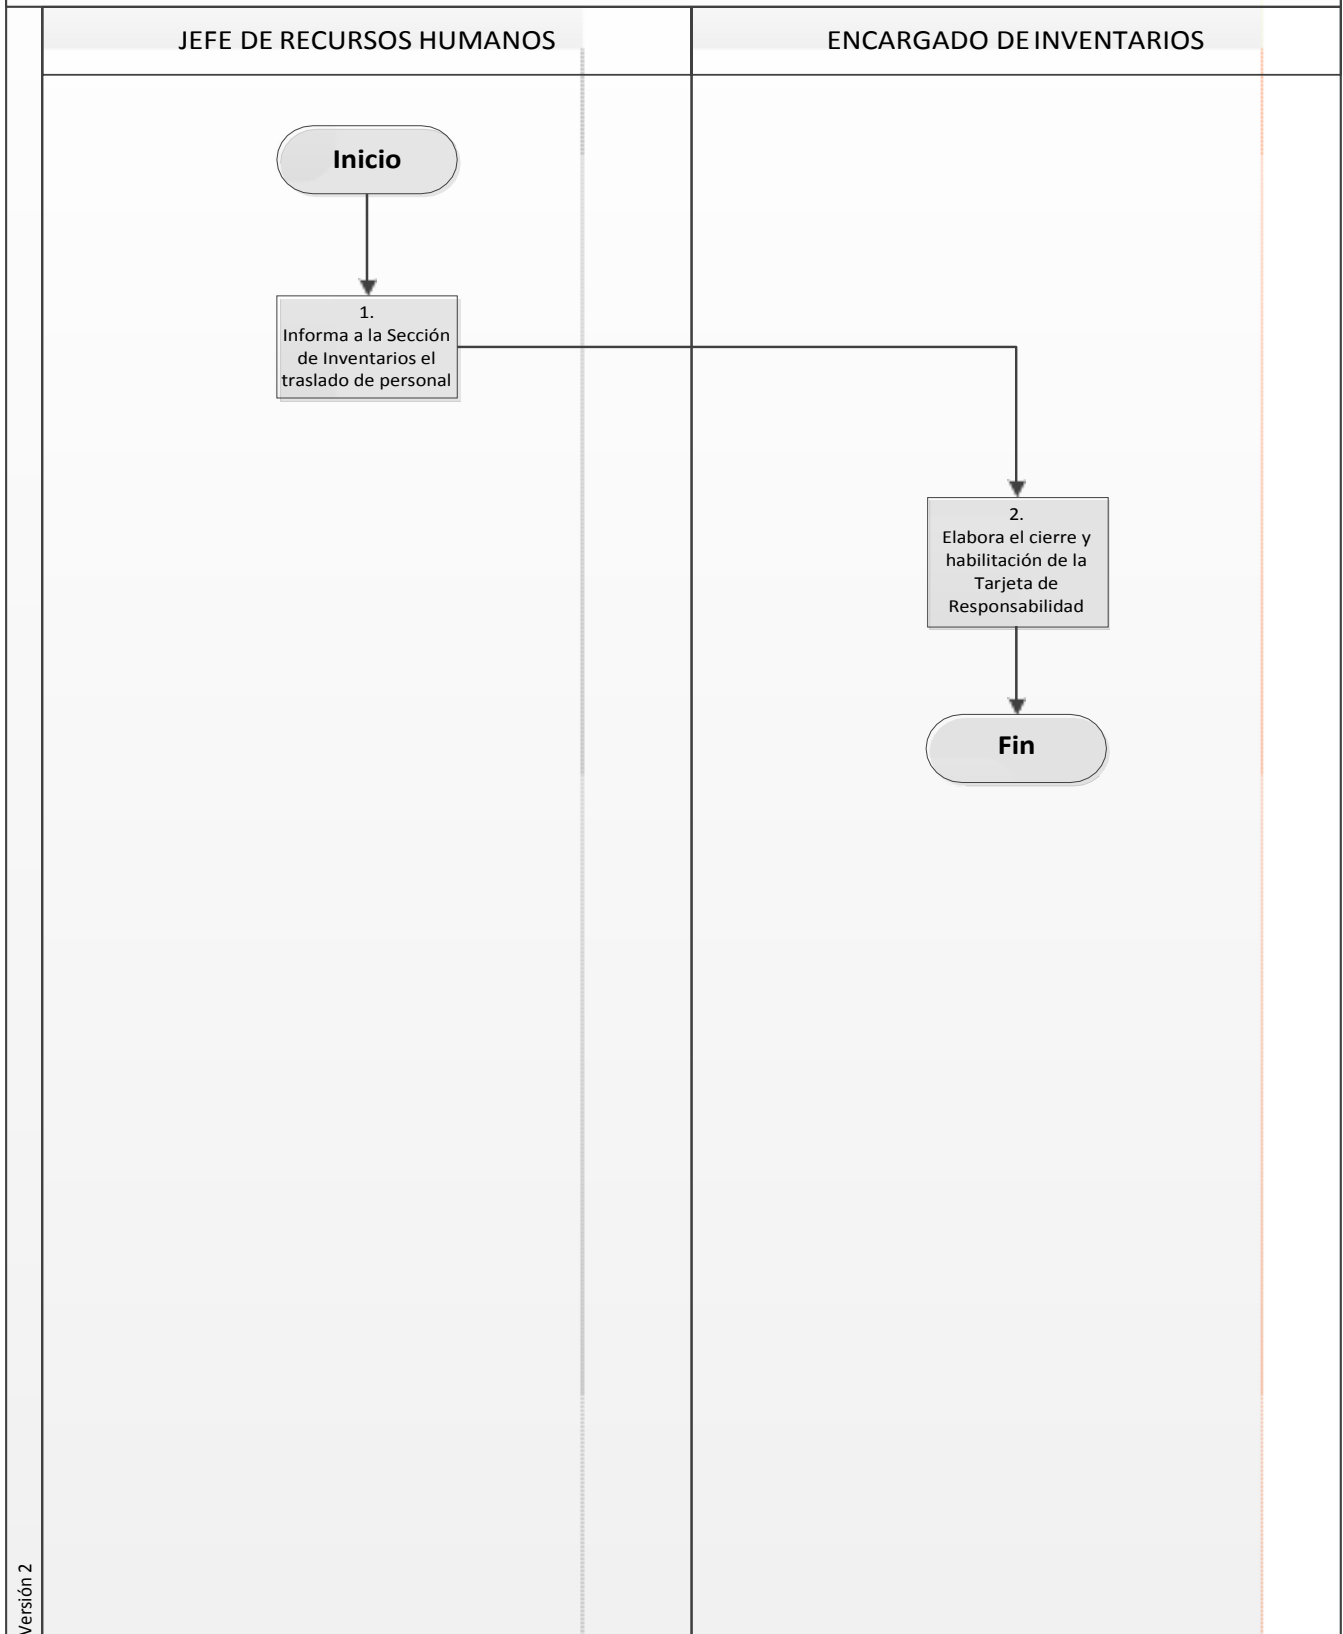 JEFE DE RECURSOS HUMANOS
ENCARGADO DE INVENTARIOS
Inicio
1.
Informa a la Sección
de Inventarios el
traslado de personal
2.
Elabora el cierre y
habilitación de la
Tarjeta de
Responsabilidad
Fin
Versión 2